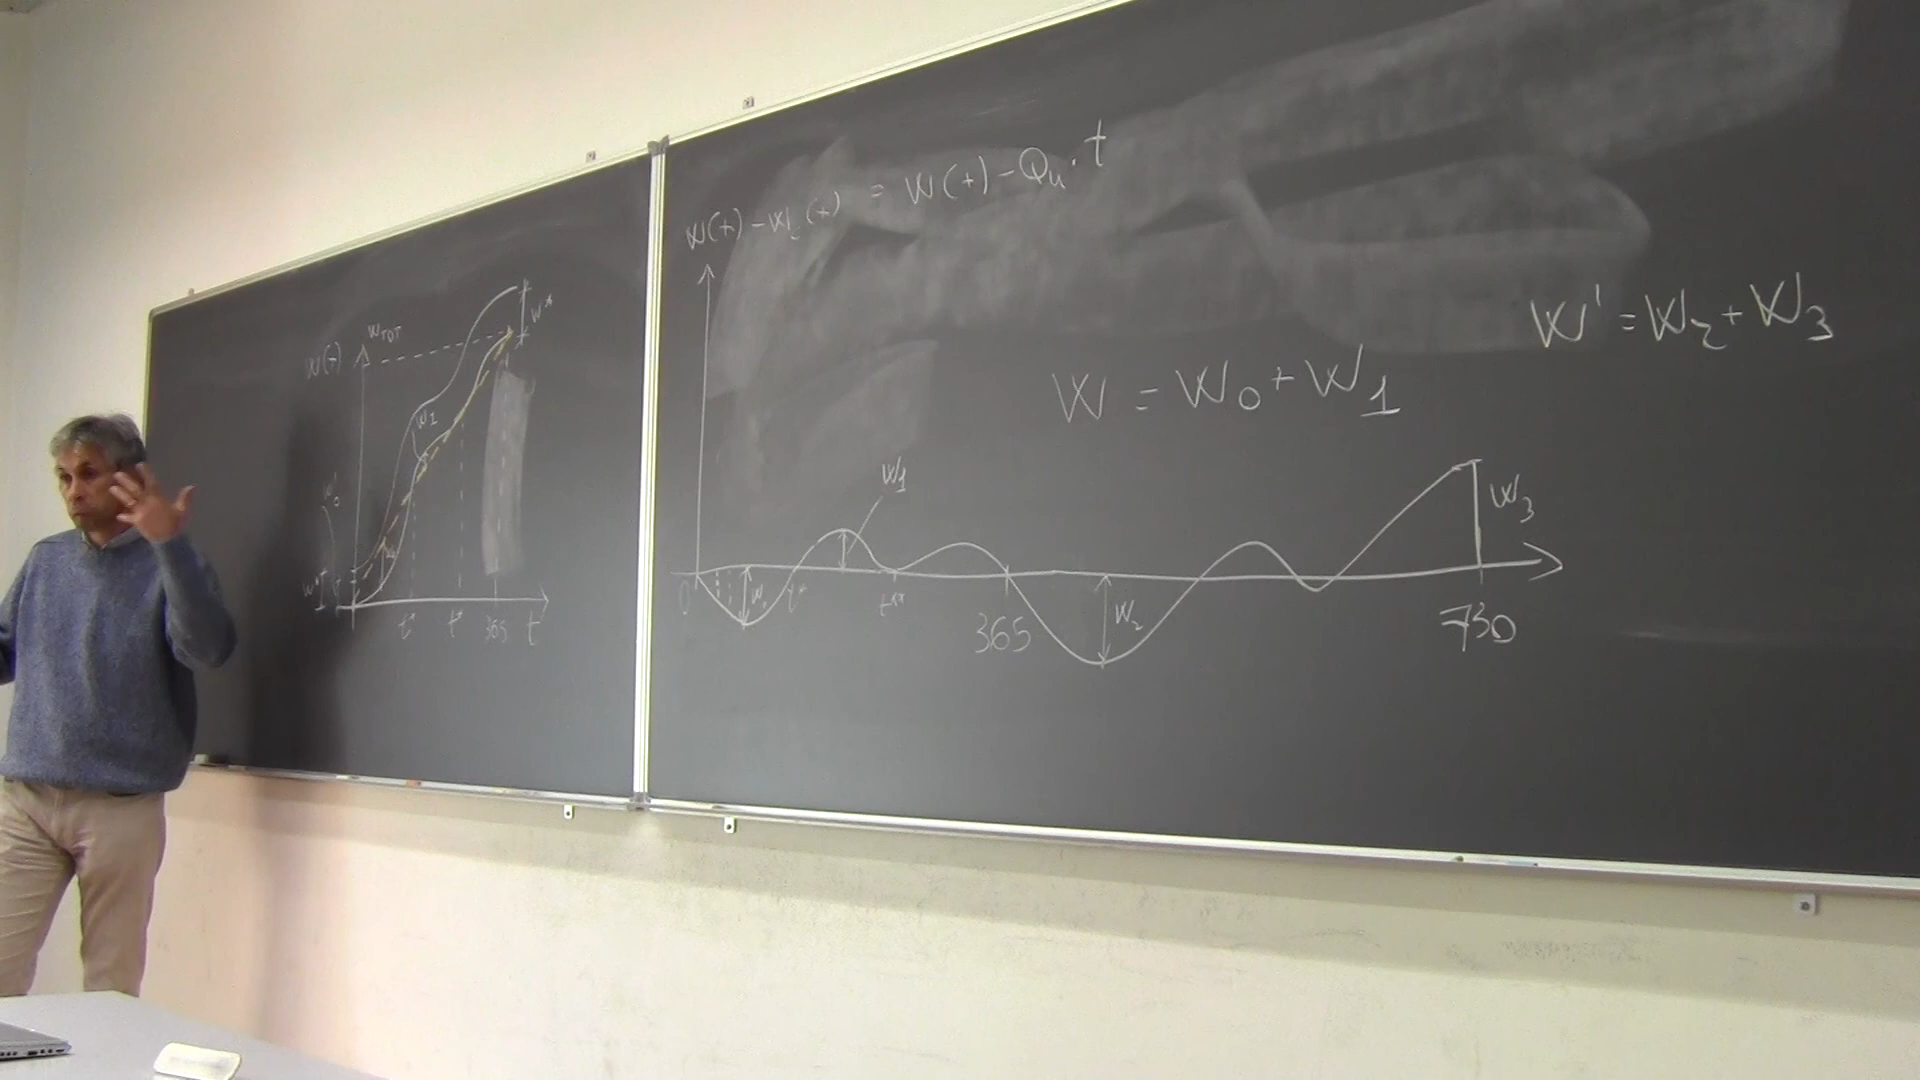 W(t)
W_TOT
W*
W_1
W_0
t* t** 365 t
W(t) - W_u(t) = W(t) - Q_u · t
W = W_0 + W_1
W' = W_2 + W_3
W_1
W_3
0 W_0 t* t** 365 W_2 730